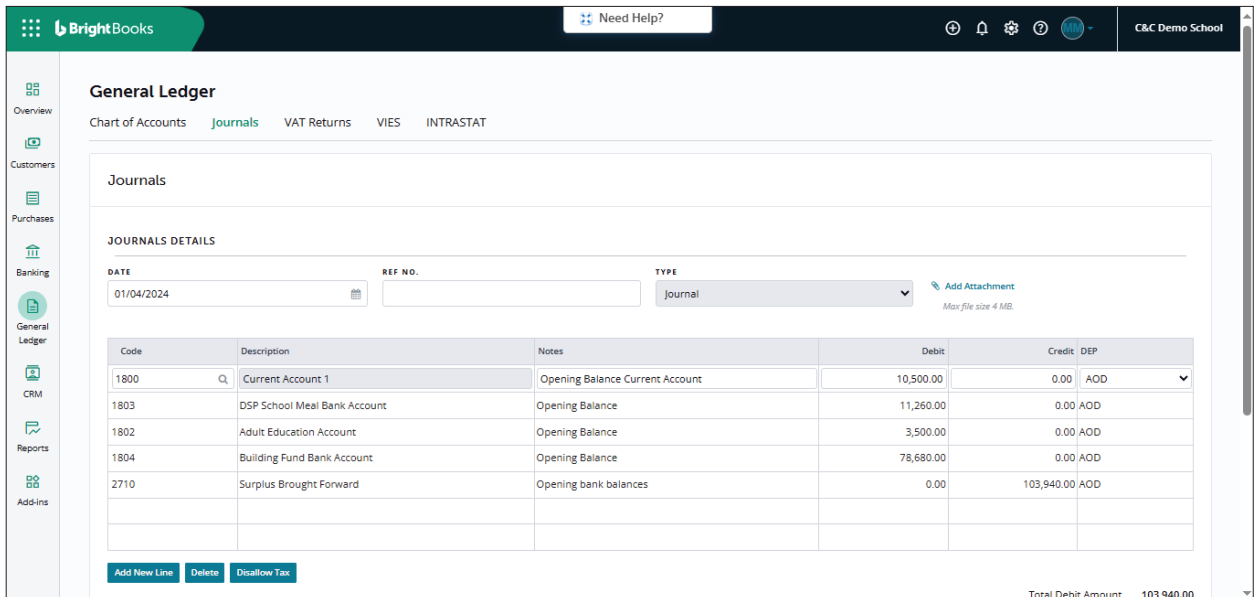 BrightBooks
Need Help?
MM
C&C Demo School
Overview
Customers
Purchases
Banking
General
Ledger
CRM
Reports
Add-ins
General Ledger
Chart of Accounts Journals VAT Returns VIES INTRASTAT
Journals
JOURNALS DETAILS
DATE REF NO. TYPE
01/04/2024 Journal Add Attachment
Max file size 4 MB.
Code Description Notes Debit Credit DEP
1800 Current Account 1 Opening Balance Current Account 10,500.00 0.00 AOD
1803 DSP School Meal Bank Account Opening Balance 11,260.00 0.00 AOD
1802 Adult Education Account Opening Balance 3,500.00 0.00 AOD
1804 Building Fund Bank Account Opening Balance 78,680.00 0.00 AOD
2710 Surplus Brought Forward Opening bank balances 0.00 103,940.00 AOD
Add New Line Delete Disallow Tax
Total Debit Amount 103,940.00